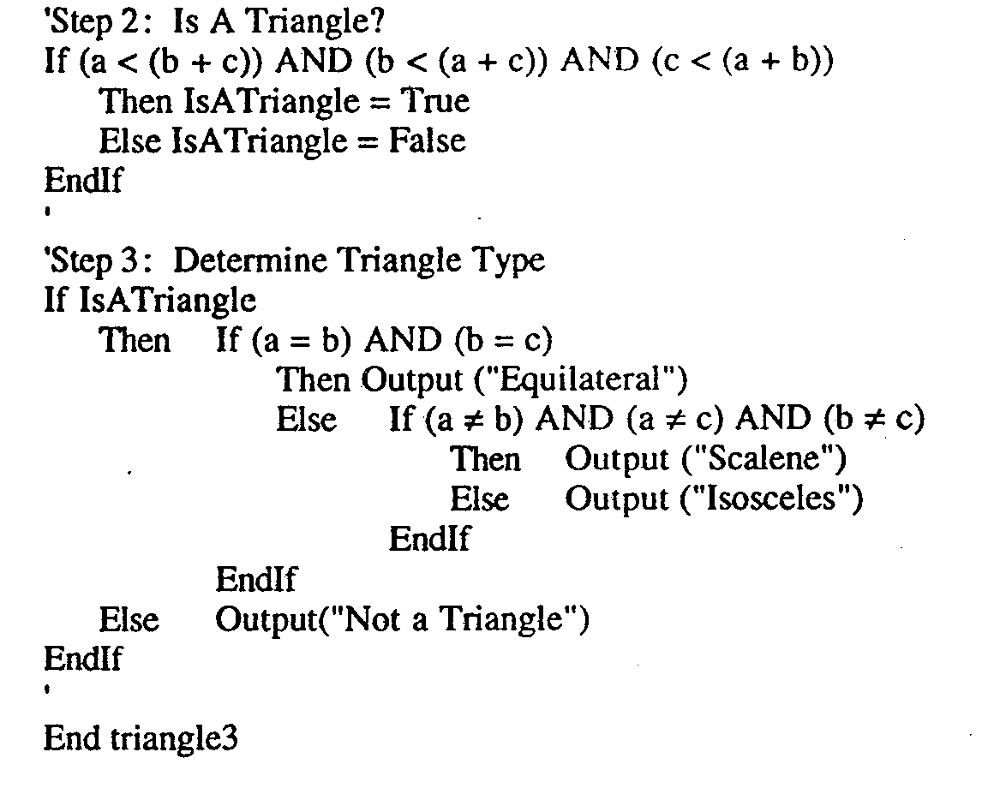 'Step 2: Is A Triangle?
If (a < (b + c)) AND (b < (a + c)) AND (c < (a + b))
Then IsATriangle = True
Else IsATriangle = False
EndIf
'
'Step 3: Determine Triangle Type
If IsATriangle
Then If (a = b) AND (b = c)
Then Output ("Equilateral")
Else If (a ≠ b) AND (a ≠ c) AND (b ≠ c)
Then Output ("Scalene")
Else Output ("Isosceles")
EndIf
EndIf
Else Output("Not a Triangle")
EndIf
'
End triangle3